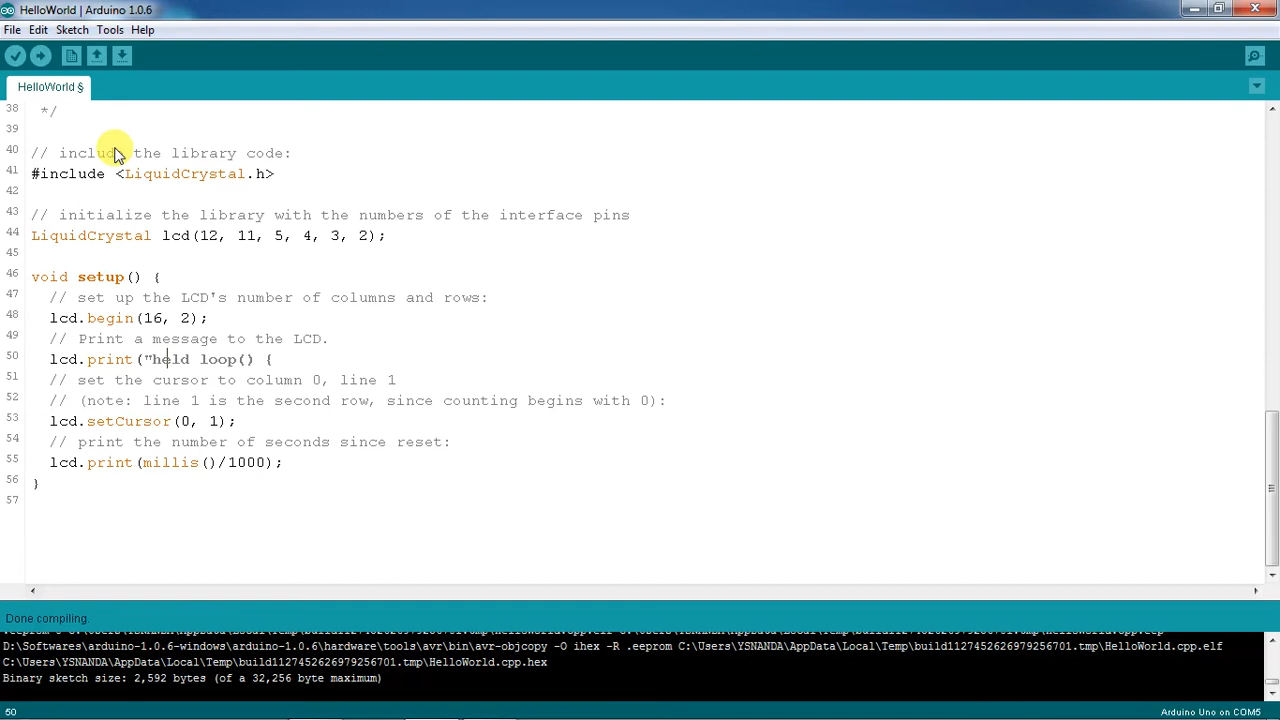 HelloWorld | Arduino 1.0.6
File Edit Sketch Tools Help
HelloWorld §
38 */
39
40 // include the library code:
41 #include <LiquidCrystal.h>
42
43 // initialize the library with the numbers of the interface pins
44 LiquidCrystal lcd(12, 11, 5, 4, 3, 2);
45
46 void setup() {
47 // set up the LCD's number of columns and rows:
48 lcd.begin(16, 2);
49 // Print a message to the LCD.
50 lcd.print("held loop() {
51 // set the cursor to column 0, line 1
52 // (note: line 1 is the second row, since counting begins with 0):
53 lcd.setCursor(0, 1);
54 // print the number of seconds since reset:
55 lcd.print(millis()/1000);
56 }
57
Done compiling.
D:\Softwares\arduino-1.0.6-windows\arduino-1.0.6\hardware\tools\avr\bin\avr-objcopy -O ihex -R .eeprom C:\Users\YSNANDA\AppData\Local\Temp\build1127452626979256701.tmp\HelloWorld.cpp.elf
C:\Users\YSNANDA\AppData\Local\Temp\build1127452626979256701.tmp\HelloWorld.cpp.hex
Binary sketch size: 2,592 bytes (of a 32,256 byte maximum)
50 Arduino Uno on COM5